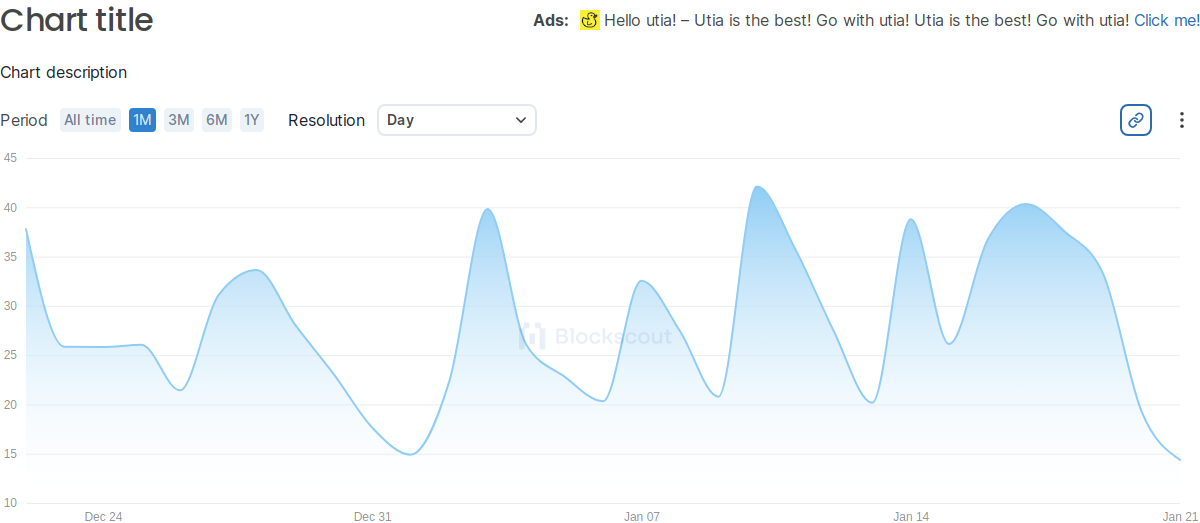 Chart title
Ads: Hello utia! – Utia is the best! Go with utia! Utia is the best! Go with utia! Click me!
Chart description
Period All time 1M 3M 6M 1Y Resolution Day
45
40
35
30
Blockscout
25
20
15
10
Dec 24 Dec 31 Jan 07 Jan 14 Jan 21